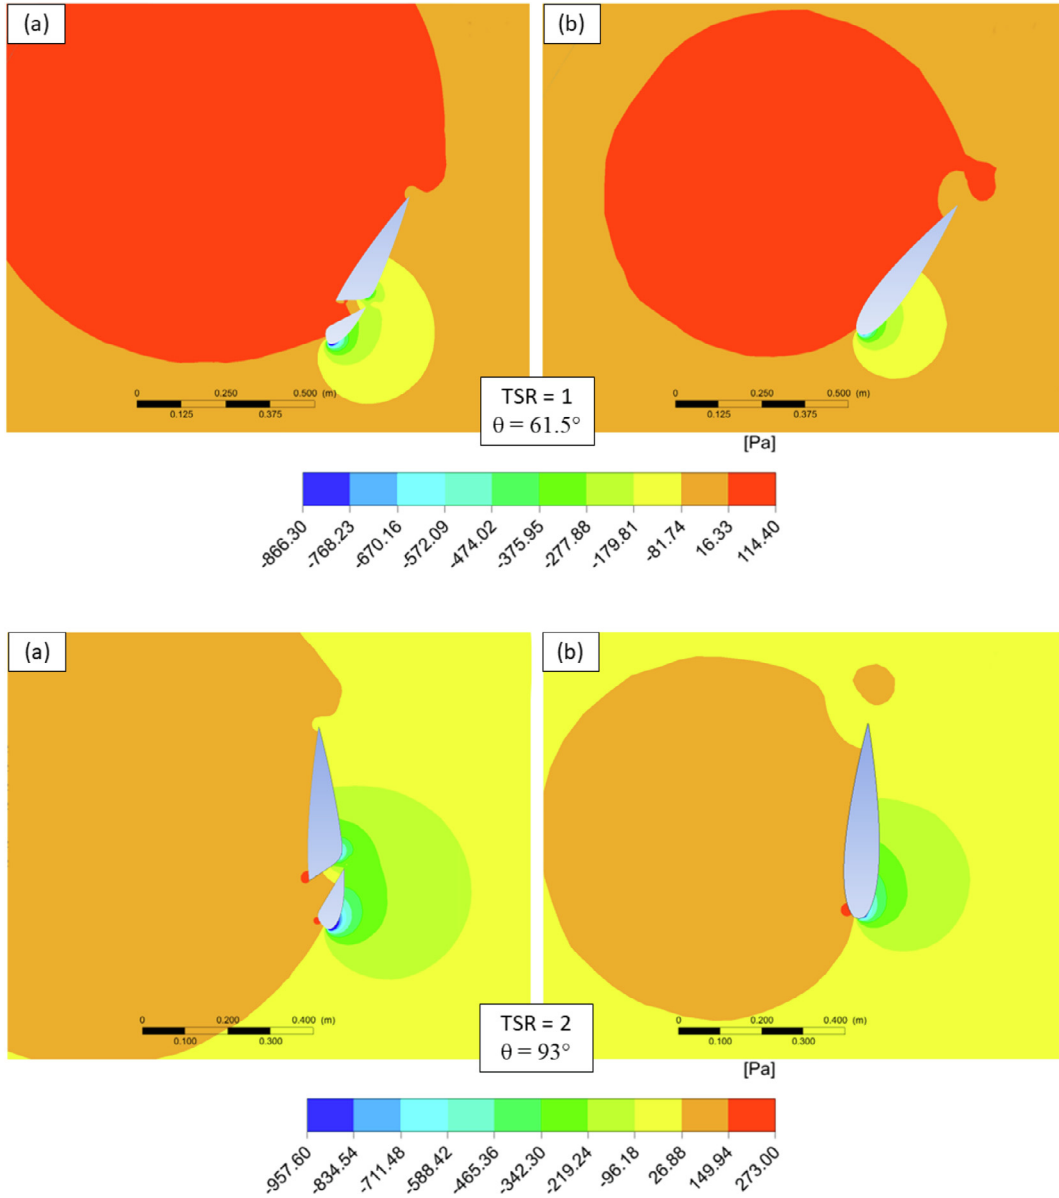 (a)
(b)
0 0.250 0.500 (m)
0.125 0.375
0 0.250 0.500 (m)
0.125 0.375
TSR = 1
θ = 61.5°
[Pa]
-866.30 -768.23 -670.16 -572.09 -474.02 -375.95 -277.88 -179.81 -81.74 16.33 114.40
(a)
(b)
0 0.200 0.400 (m)
0.100 0.300
0 0.200 0.400 (m)
0.100 0.300
TSR = 2
θ = 93°
[Pa]
-957.60 -834.54 -711.48 -588.42 -465.36 -342.30 -219.24 -96.18 26.88 149.94 273.00